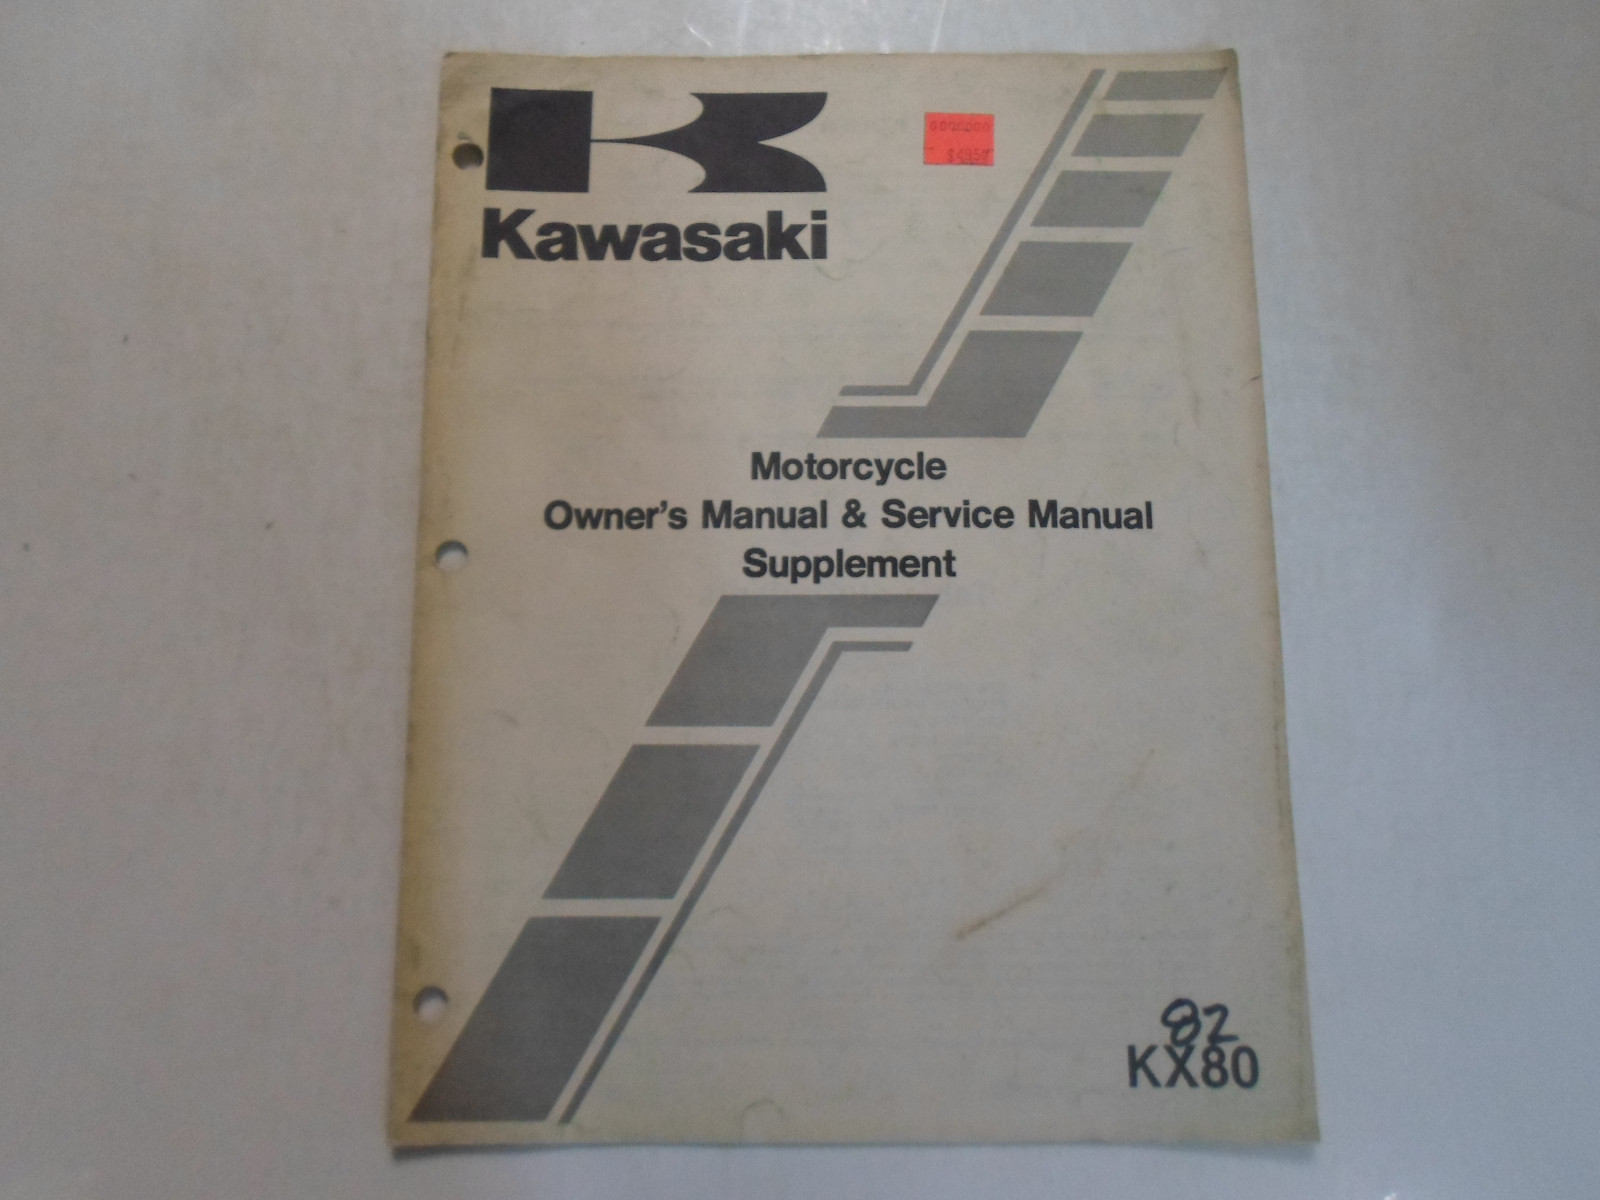 Kawasaki
Motorcycle
Owner's Manual & Service Manual
Supplement
82
KX80